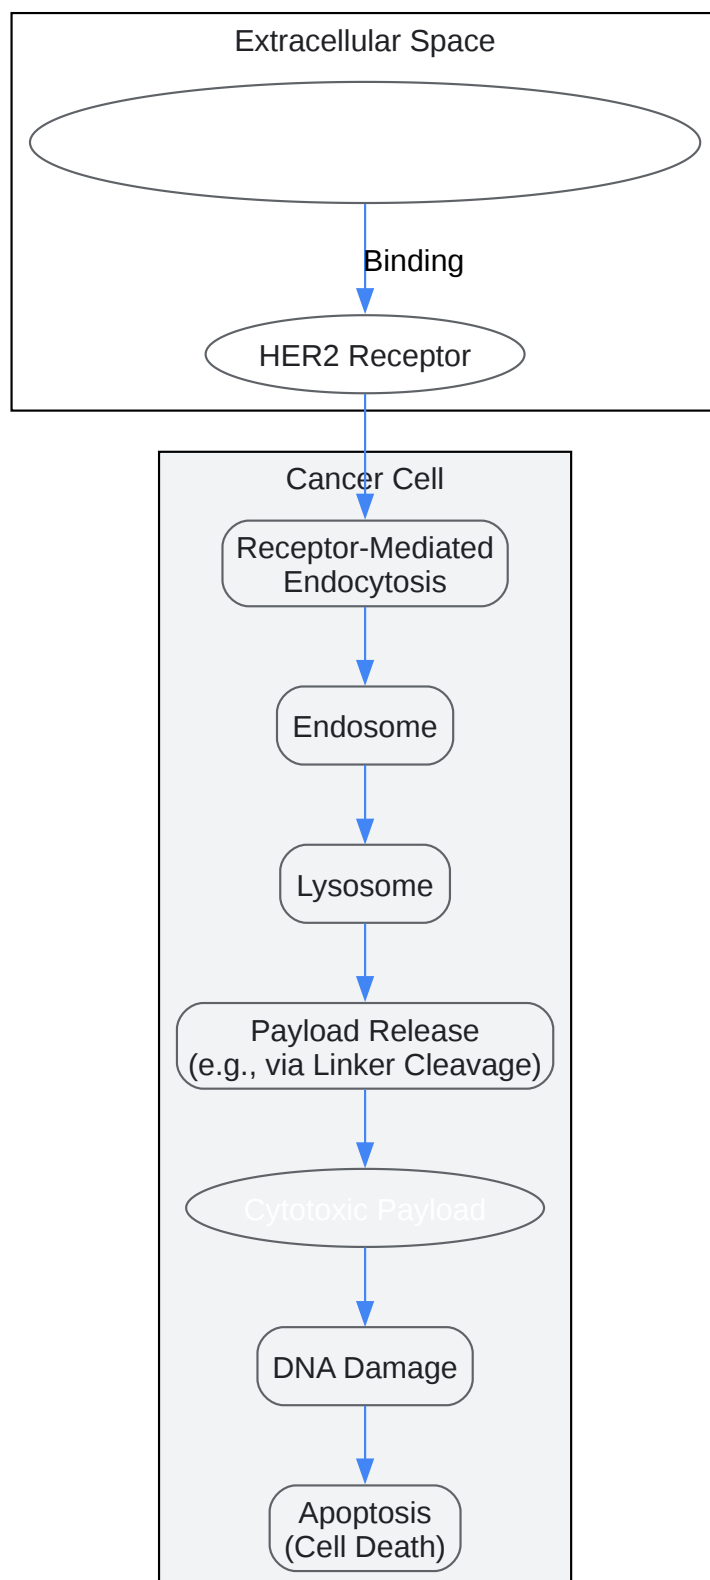 Extracellular Space
Binding
HER2 Receptor
Cancer Cell
Receptor-Mediated
Endocytosis
Endosome
Lysosome
Payload Release
(e.g., via Linker Cleavage)
Cytotoxic Payload
DNA Damage
Apoptosis
(Cell Death)